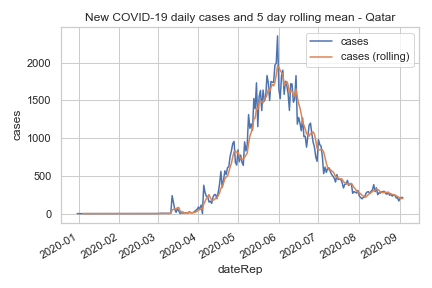 New COVID-19 daily cases and 5 day rolling mean - Qatar
cases
cases (rolling)
cases
2000
1500
1000
500
0
2020-01
2020-02
2020-03
2020-04
2020-05
2020-06
2020-07
2020-08
2020-09
dateRep